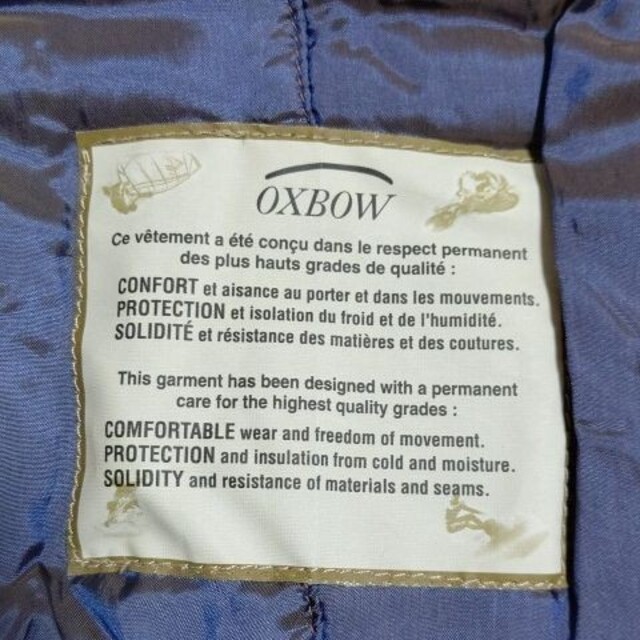 OXBOW
Ce vêtement a été conçu dans le respect permanent
des plus hauts grades de qualité :
CONFORT et aisance au porter et dans les mouvements.
PROTECTION et isolation du froid et de l'humidité.
SOLIDITÉ et résistance des matières et des coutures.
This garment has been designed with a permanent
care for the highest quality grades :
COMFORTABLE wear and freedom of movement.
PROTECTION and insulation from cold and moisture.
SOLIDITY and resistance of materials and seams.